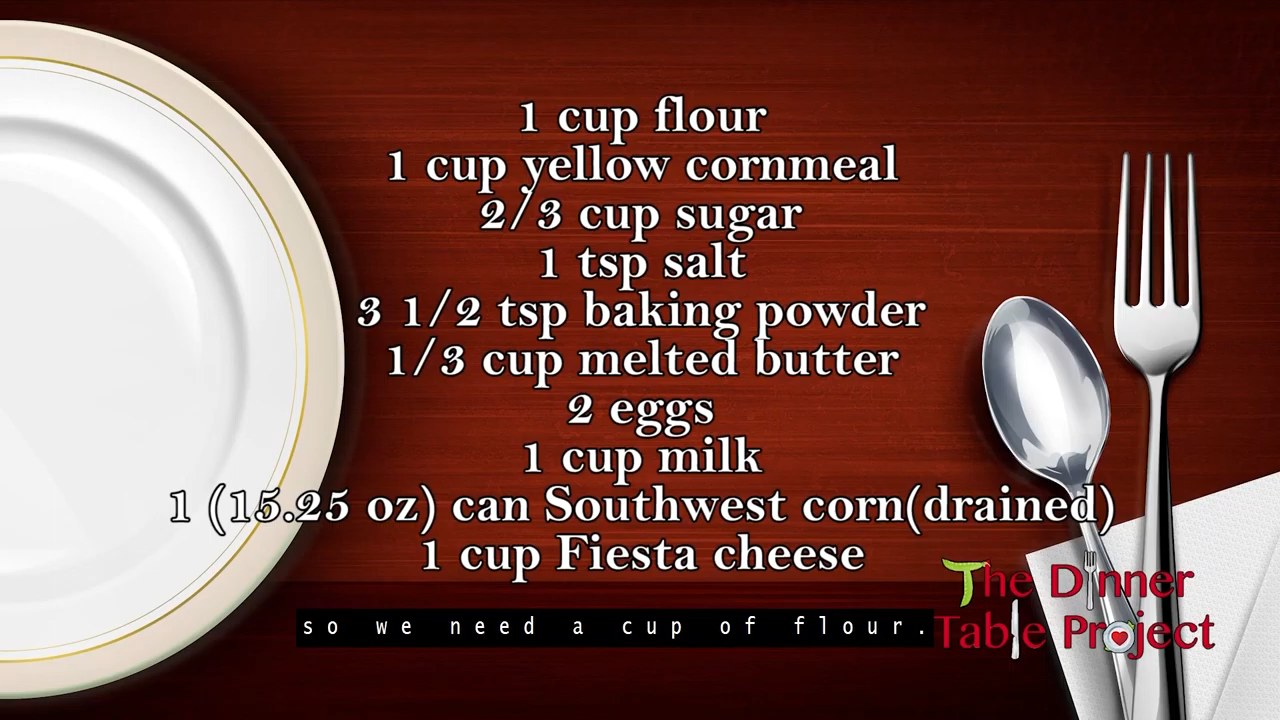 1 cup flour
1 cup yellow cornmeal
2/3 cup sugar
1 tsp salt
3 1/2 tsp baking powder
1/3 cup melted butter
2 eggs
1 cup milk
1 (15.25 oz) can Southwest corn(drained)
1 cup Fiesta cheese
so we need a cup of flour.
The Dinner
Table Project